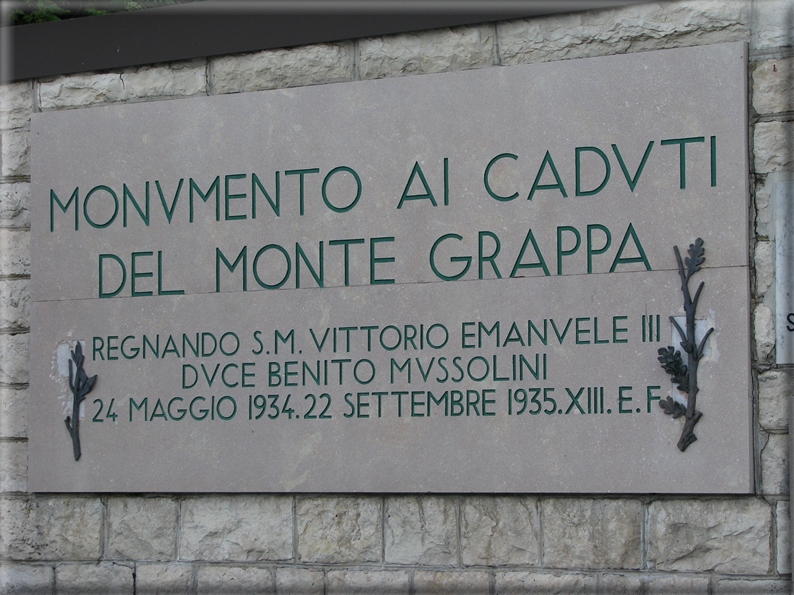 MONVMENTO AI CADVTI
DEL MONTE GRAPPA
REGNANDO S.M. VITTORIO EMANVELE III
DVCE BENITO MVSSOLINI
24 MAGGIO 1934.22 SETTEMBRE 1935.XIII.E.F.